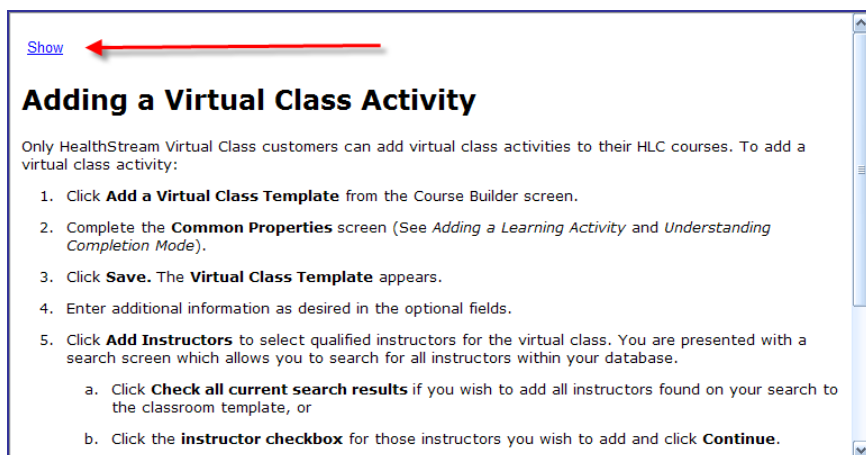 Show
Adding a Virtual Class Activity
Only HealthStream Virtual Class customers can add virtual class activities to their HLC courses. To add a
virtual class activity:
1. Click Add a Virtual Class Template from the Course Builder screen.
2. Complete the Common Properties screen (See Adding a Learning Activity and Understanding
Completion Mode).
3. Click Save. The Virtual Class Template appears.
4. Enter additional information as desired in the optional fields.
5. Click Add Instructors to select qualified instructors for the virtual class. You are presented with a
search screen which allows you to search for all instructors within your database.
a. Click Check all current search results if you wish to add all instructors found on your search to
the classroom template, or
b. Click the instructor checkbox for those instructors you wish to add and click Continue.